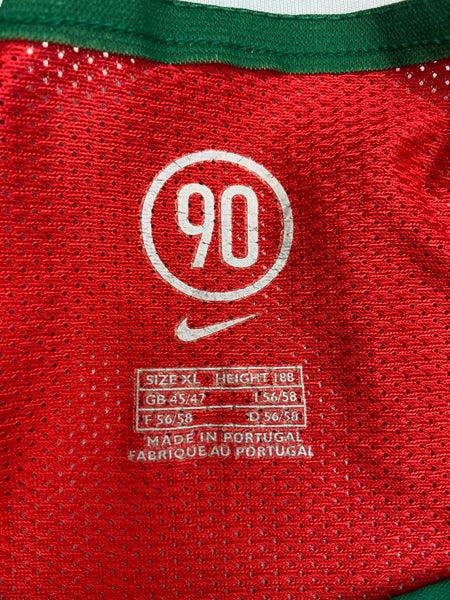 90
SIZE XL HEIGHT 188
GB 45/47 I 56/58
F 56/58 D 56/58
MADE IN PORTUGAL
FABRIQUE AU PORTUGAL